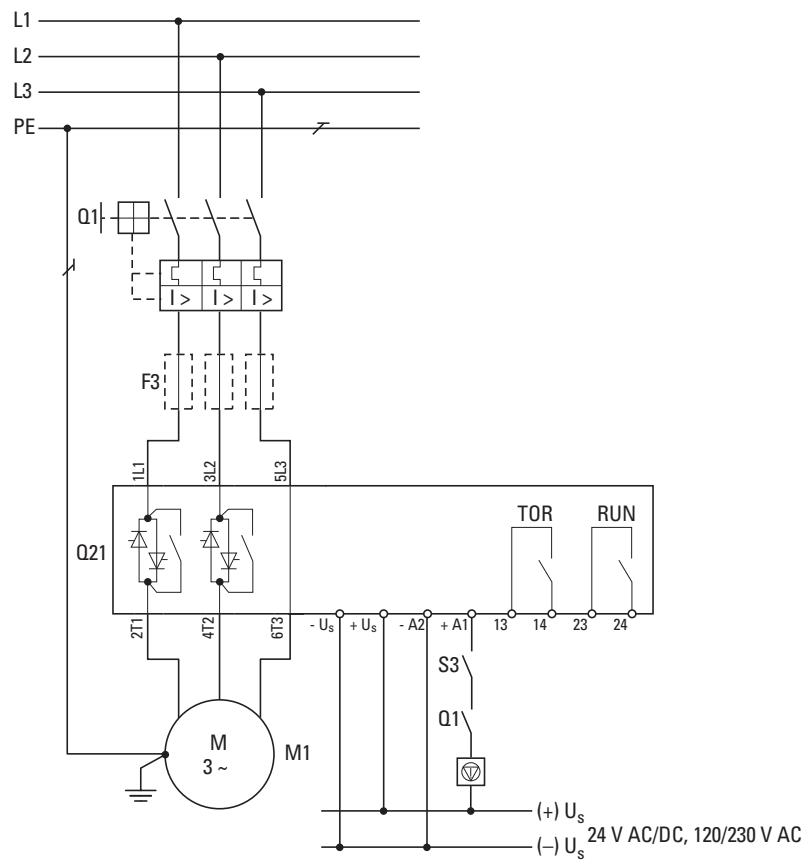 L1
L2
L3
PE
Q1
I > I > I >
F3
1L1 3L2 5L3
TOR RUN
Q21
2T1 4T2 6T3 - Us + Us - A2 + A1 13 14 23 24
S3
Q1
M
3 ~
M1
(+) Us
(–) Us 24 V AC/DC, 120/230 V AC